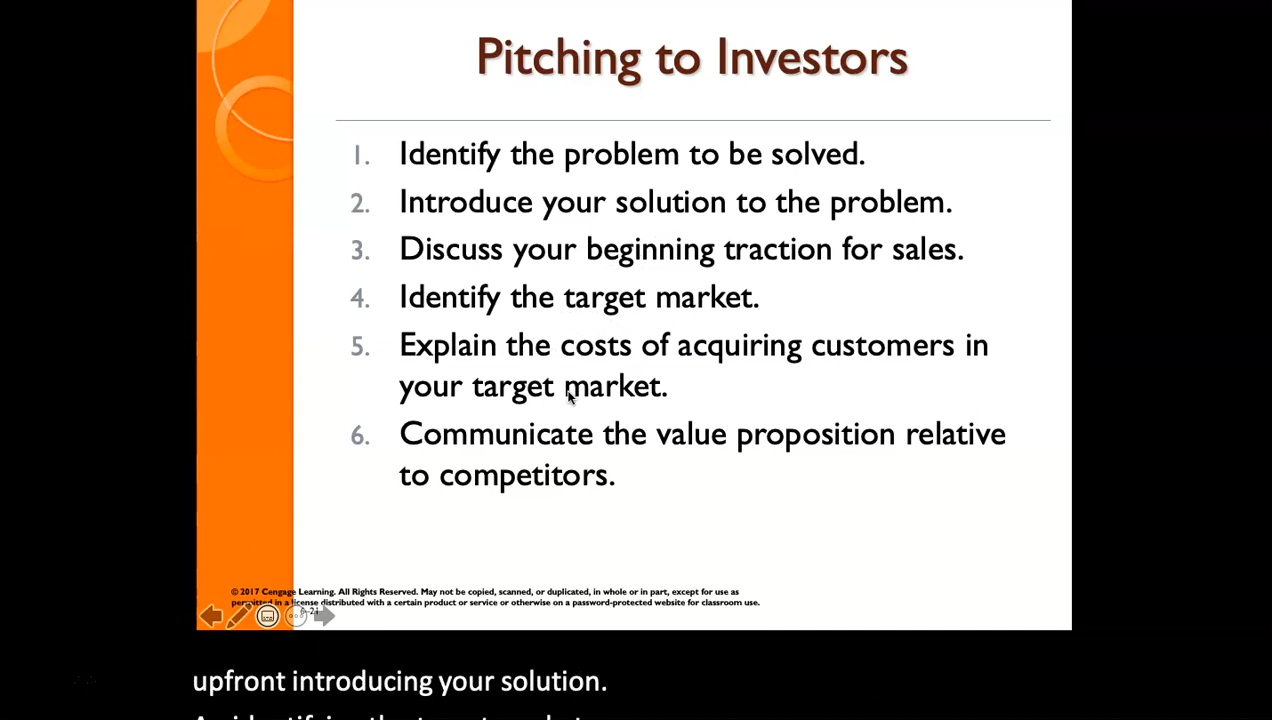 Pitching to Investors
1. Identify the problem to be solved.
2. Introduce your solution to the problem.
3. Discuss your beginning traction for sales.
4. Identify the target market.
5. Explain the costs of acquiring customers in
your target market.
6. Communicate the value proposition relative
to competitors.
© 2017 Cengage Learning. All Rights Reserved. May not be copied, scanned, or duplicated, in whole or in part, except for use as
permitted in a license distributed with a certain product or service or otherwise on a password-protected website for classroom use.
6-21
upfront introducing your solution.